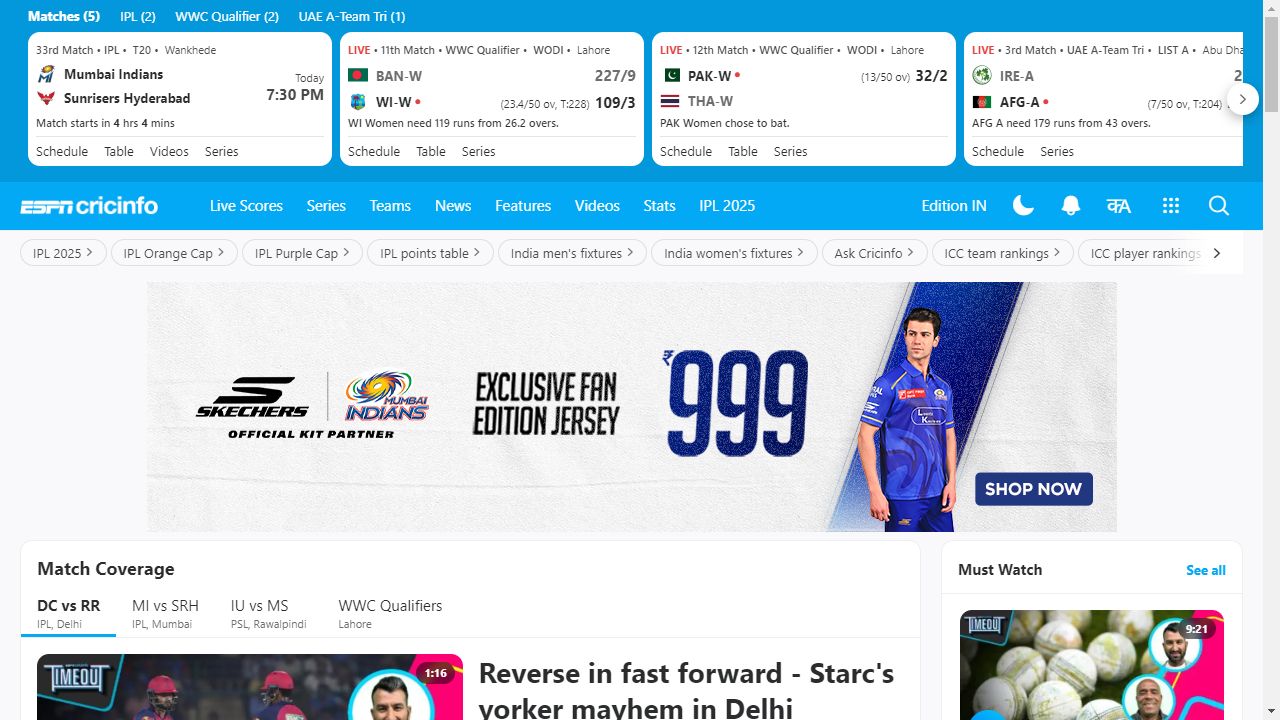 Matches (5)
IPL (2)
WWC Qualifier (2)
UAE A-Team Tri (1)
33rd Match • IPL • T20 • Wankhede
Mumbai Indians
Sunrisers Hyderabad
Today
7:30 PM
Match starts in 4 hrs 4 mins
Schedule Table Videos Series
LIVE • 11th Match • WWC Qualifier • WODI • Lahore
BAN-W 227/9
WI-W • (23.4/50 ov, T:228) 109/3
WI Women need 119 runs from 26.2 overs.
Schedule Table Series
LIVE • 12th Match • WWC Qualifier • WODI • Lahore
PAK-W • (13/50 ov) 32/2
THA-W
PAK Women chose to bat.
Schedule Table Series
LIVE • 3rd Match • UAE A-Team Tri • LIST A • Abu Dha
IRE-A 2
AFG-A • (7/50 ov, T:204)
AFG A need 179 runs from 43 overs.
Schedule Series
ESPN cricinfo
Live Scores Series Teams News Features Videos Stats IPL 2025
Edition IN
कA
IPL 2025
IPL Orange Cap
IPL Purple Cap
IPL points table
India men's fixtures
India women's fixtures
Ask Cricinfo
ICC team rankings
ICC player rankings
SKECHERS
MUMBAI INDIANS
OFFICIAL KIT PARTNER
EXCLUSIVE FAN
EDITION JERSEY
₹999
SHOP NOW
Match Coverage
DC vs RR
IPL, Delhi
MI vs SRH
IPL, Mumbai
IU vs MS
PSL, Rawalpindi
WWC Qualifiers
Lahore
TIMEOUT
1:16
Reverse in fast forward - Starc's
yorker mayhem in Delhi
Must Watch
See all
TIMEOUT
9:21